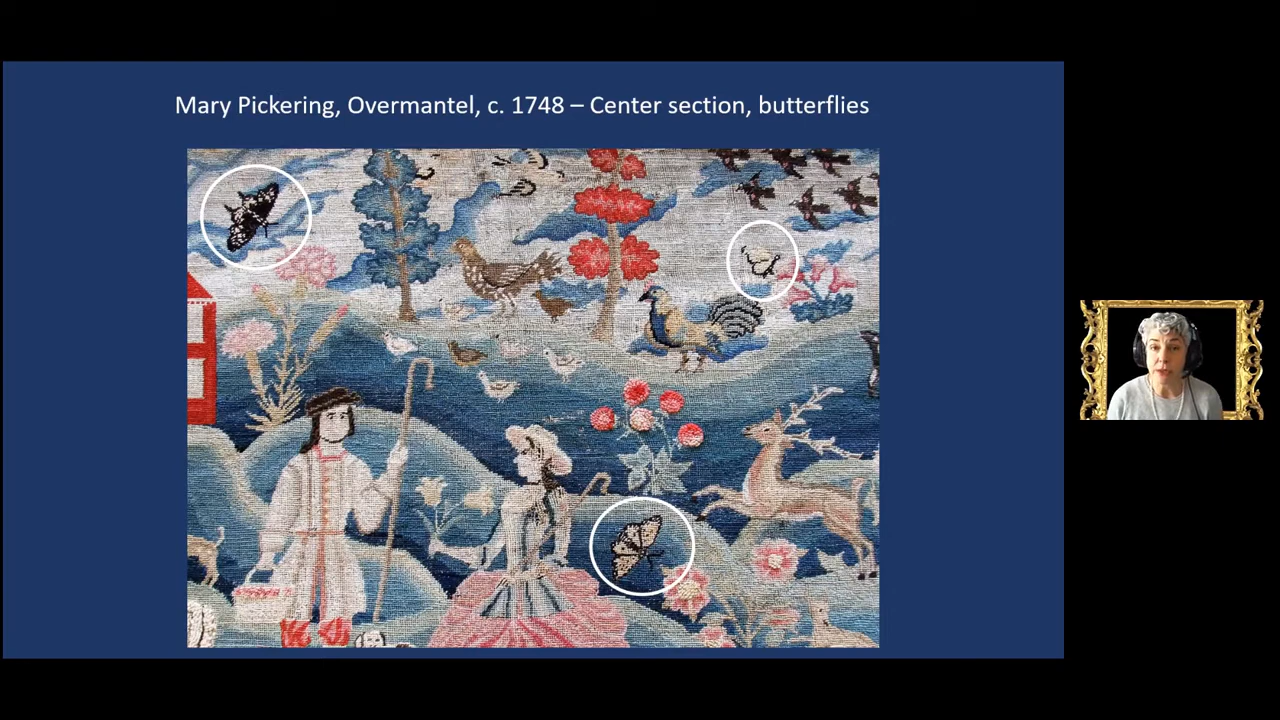 Mary Pickering, Overmantel, c. 1748 – Center section, butterflies